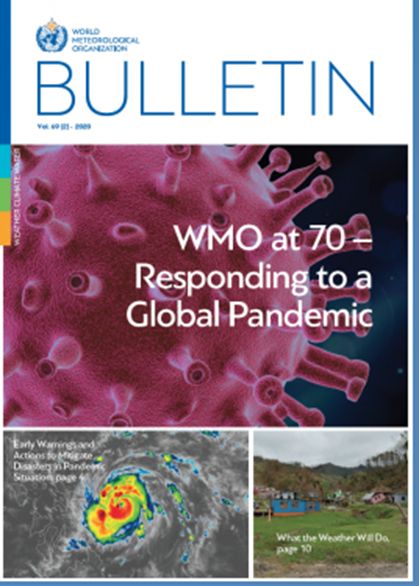 WORLD
METEOROLOGICAL
ORGANIZATION
BULLETIN
Vol. 69 (2) - 2020
WEATHER CLIMATE WATER
WMO at 70 –
Responding to a
Global Pandemic
Early Warnings and
Actions to Mitigate
Disasters in Pandemic
Situation, page 4
What the Weather Will Do,
page 10